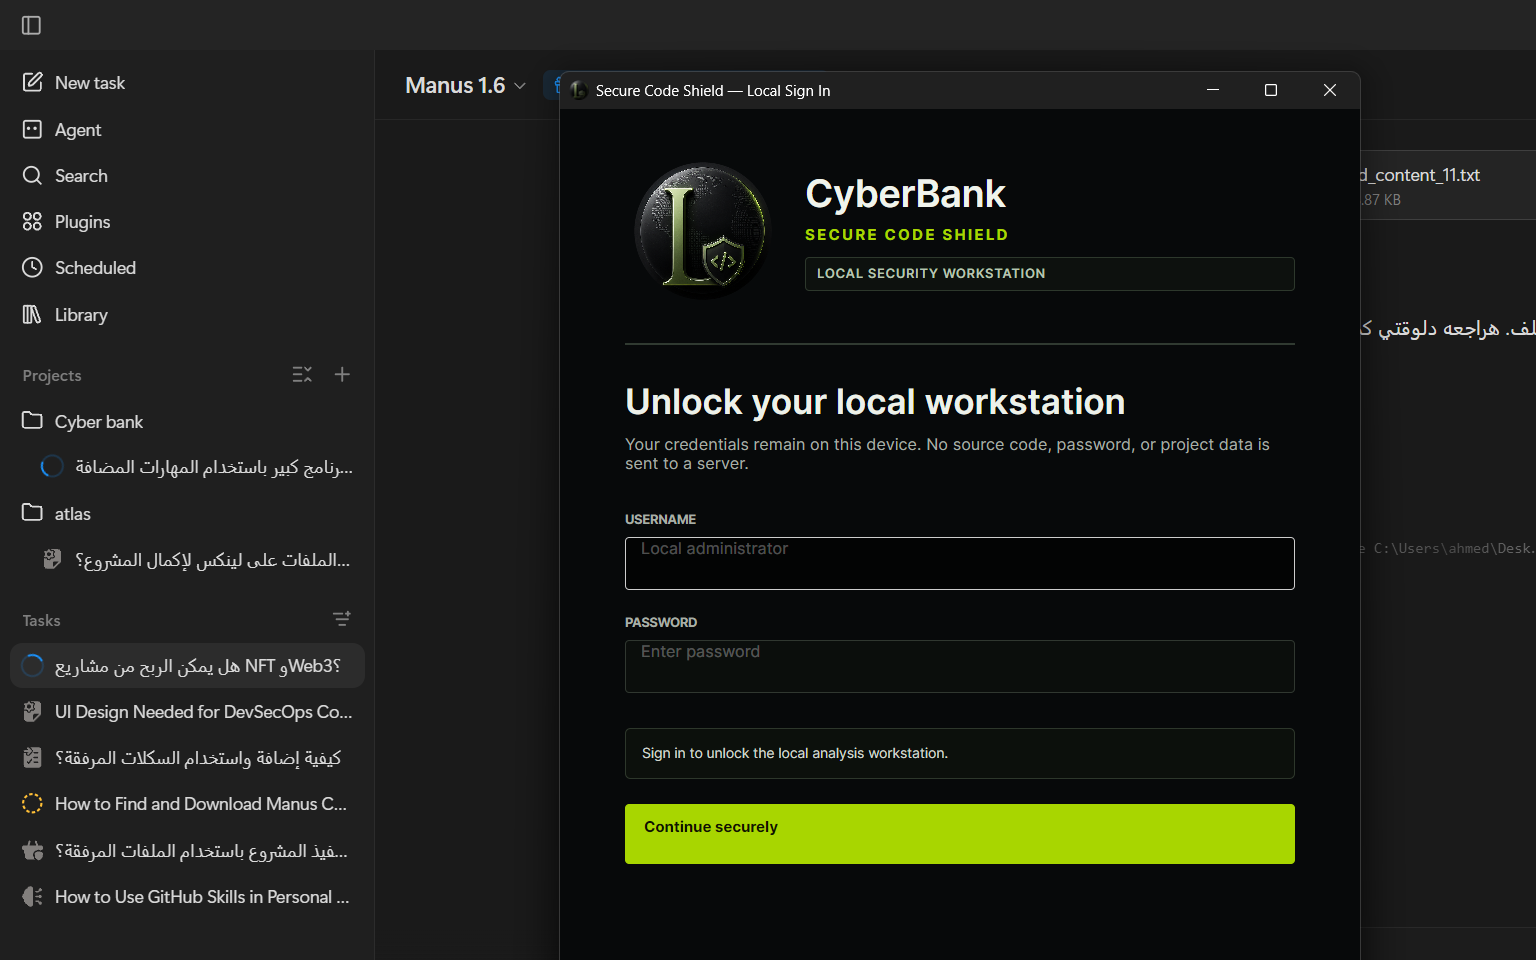 New task
Agent
Search
Plugins
Scheduled
Library
Projects
Cyber bank
...برنامج كبير باستخدام المهارات المضافة
atlas
...الملفات على لينكس لإكمال المشروع؟
Tasks
هل يمكن الربح من مشاريع NFT وWeb3؟
UI Design Needed for DevSecOps Co...
كيفية إضافة واستخدام السكلات المرفقة؟
How to Find and Download Manus C...
...فيذ المشروع باستخدام الملفات المرفقة؟
How to Use GitHub Skills in Personal ...
Manus 1.6
Secure Code Shield — Local Sign In
CyberBank
SECURE CODE SHIELD
LOCAL SECURITY WORKSTATION
Unlock your local workstation
Your credentials remain on this device. No source code, password, or project data is
sent to a server.
USERNAME
Local administrator
PASSWORD
Enter password
Sign in to unlock the local analysis workstation.
Continue securely
d_content_11.txt
.87 KB
هراجعه دلوقتي
e C:\Users\ahmed\Desk.